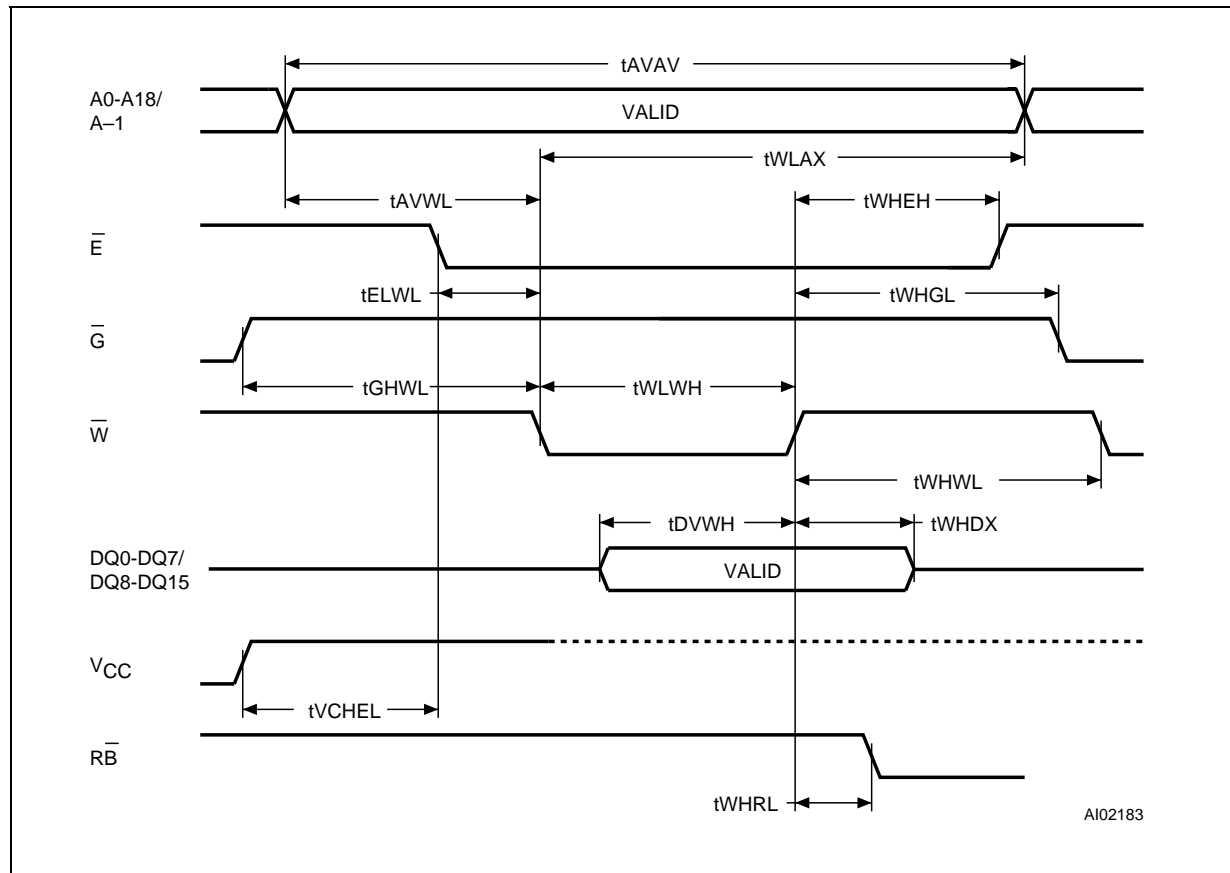 tAVAV
A0-A18/
A–1
VALID
tWLAX
tAVWL
tWHEH
E̅
tELWL
tWHGL
G̅
tGHWL
tWLWH
W̅
tWHWL
tDVWH
tWHDX
DQ0-DQ7/
DQ8-DQ15
VALID
VCC
tVCHEL
RB̅
tWHRL
AI02183